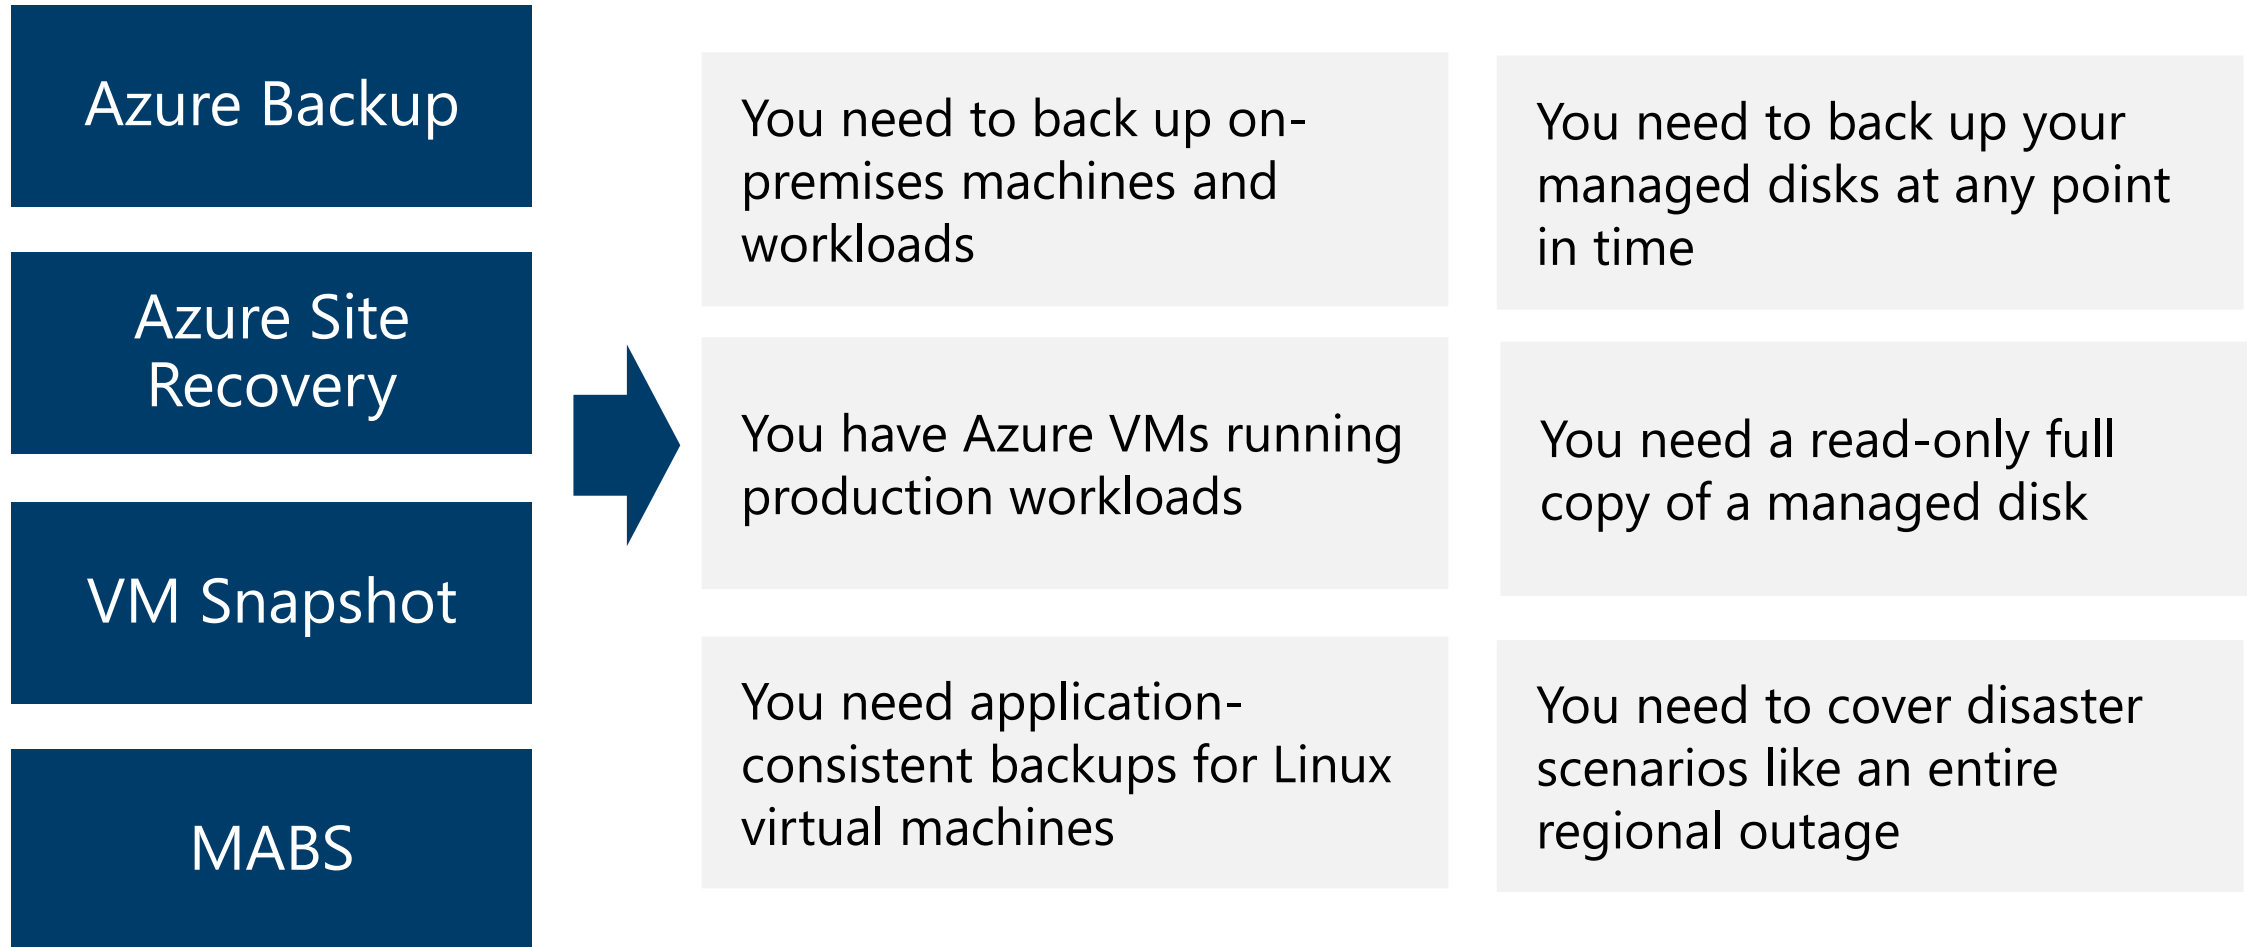 Azure Backup
Azure Site
Recovery
VM Snapshot
MABS
You need to back up on-
premises machines and
workloads
You have Azure VMs running
production workloads
You need application-
consistent backups for Linux
virtual machines
You need to back up your
managed disks at any point
in time
You need a read-only full
copy of a managed disk
You need to cover disaster
scenarios like an entire
regional outage